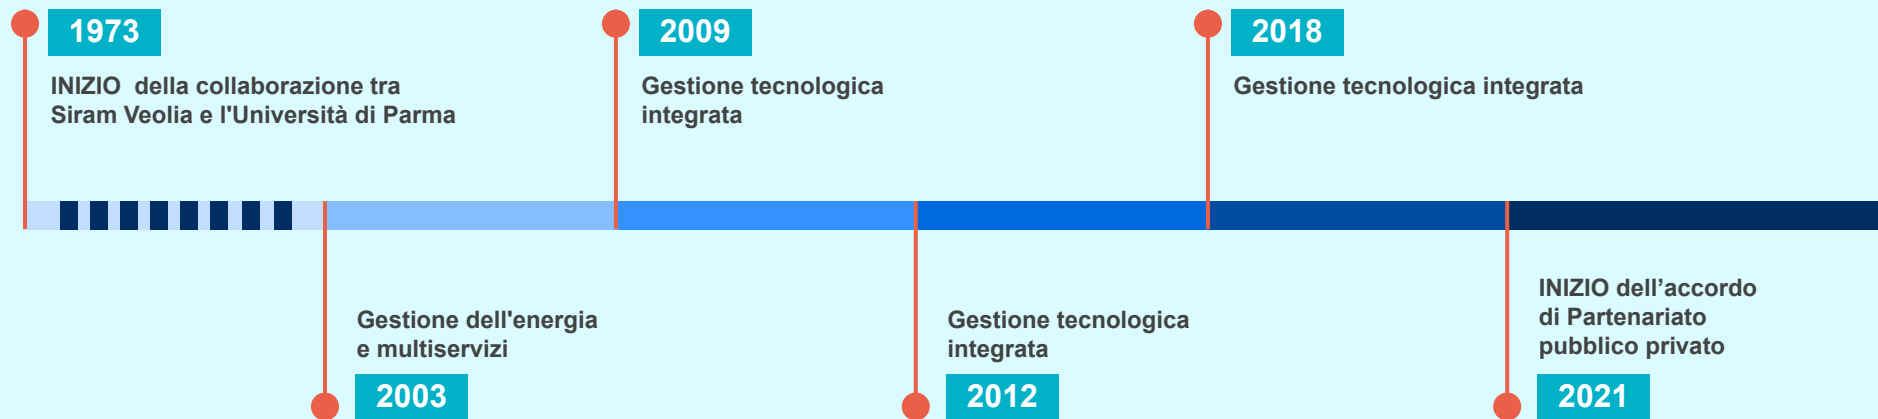 1973
INIZIO  della collaborazione tra
Siram Veolia e l'Università di Parma
2009
Gestione tecnologica
integrata
2018
Gestione tecnologica integrata
Gestione dell'energia
e multiservizi
2003
Gestione tecnologica
integrata
2012
INIZIO dell’accordo
di Partenariato
pubblico privato
2021